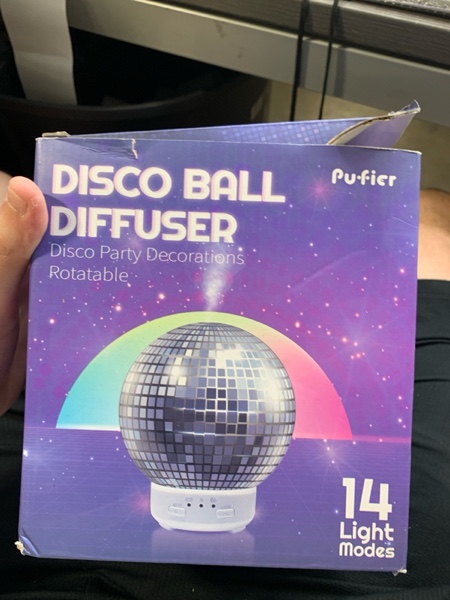 DISCO BALL
Pu·fier
DIFFUSER
Disco Party Decorations
Rotatable
14
Light
Modes